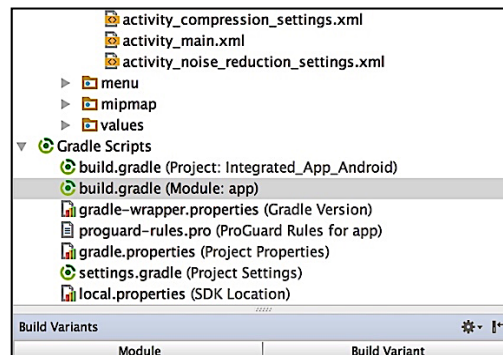 activity_compression_settings.xml
activity_main.xml
activity_noise_reduction_settings.xml
menu
mipmap
values
Gradle Scripts
build.gradle (Project: Integrated_App_Android)
build.gradle (Module: app)
gradle-wrapper.properties (Gradle Version)
proguard-rules.pro (ProGuard Rules for app)
gradle.properties (Project Properties)
settings.gradle (Project Settings)
local.properties (SDK Location)
Build Variants
Module Build Variant